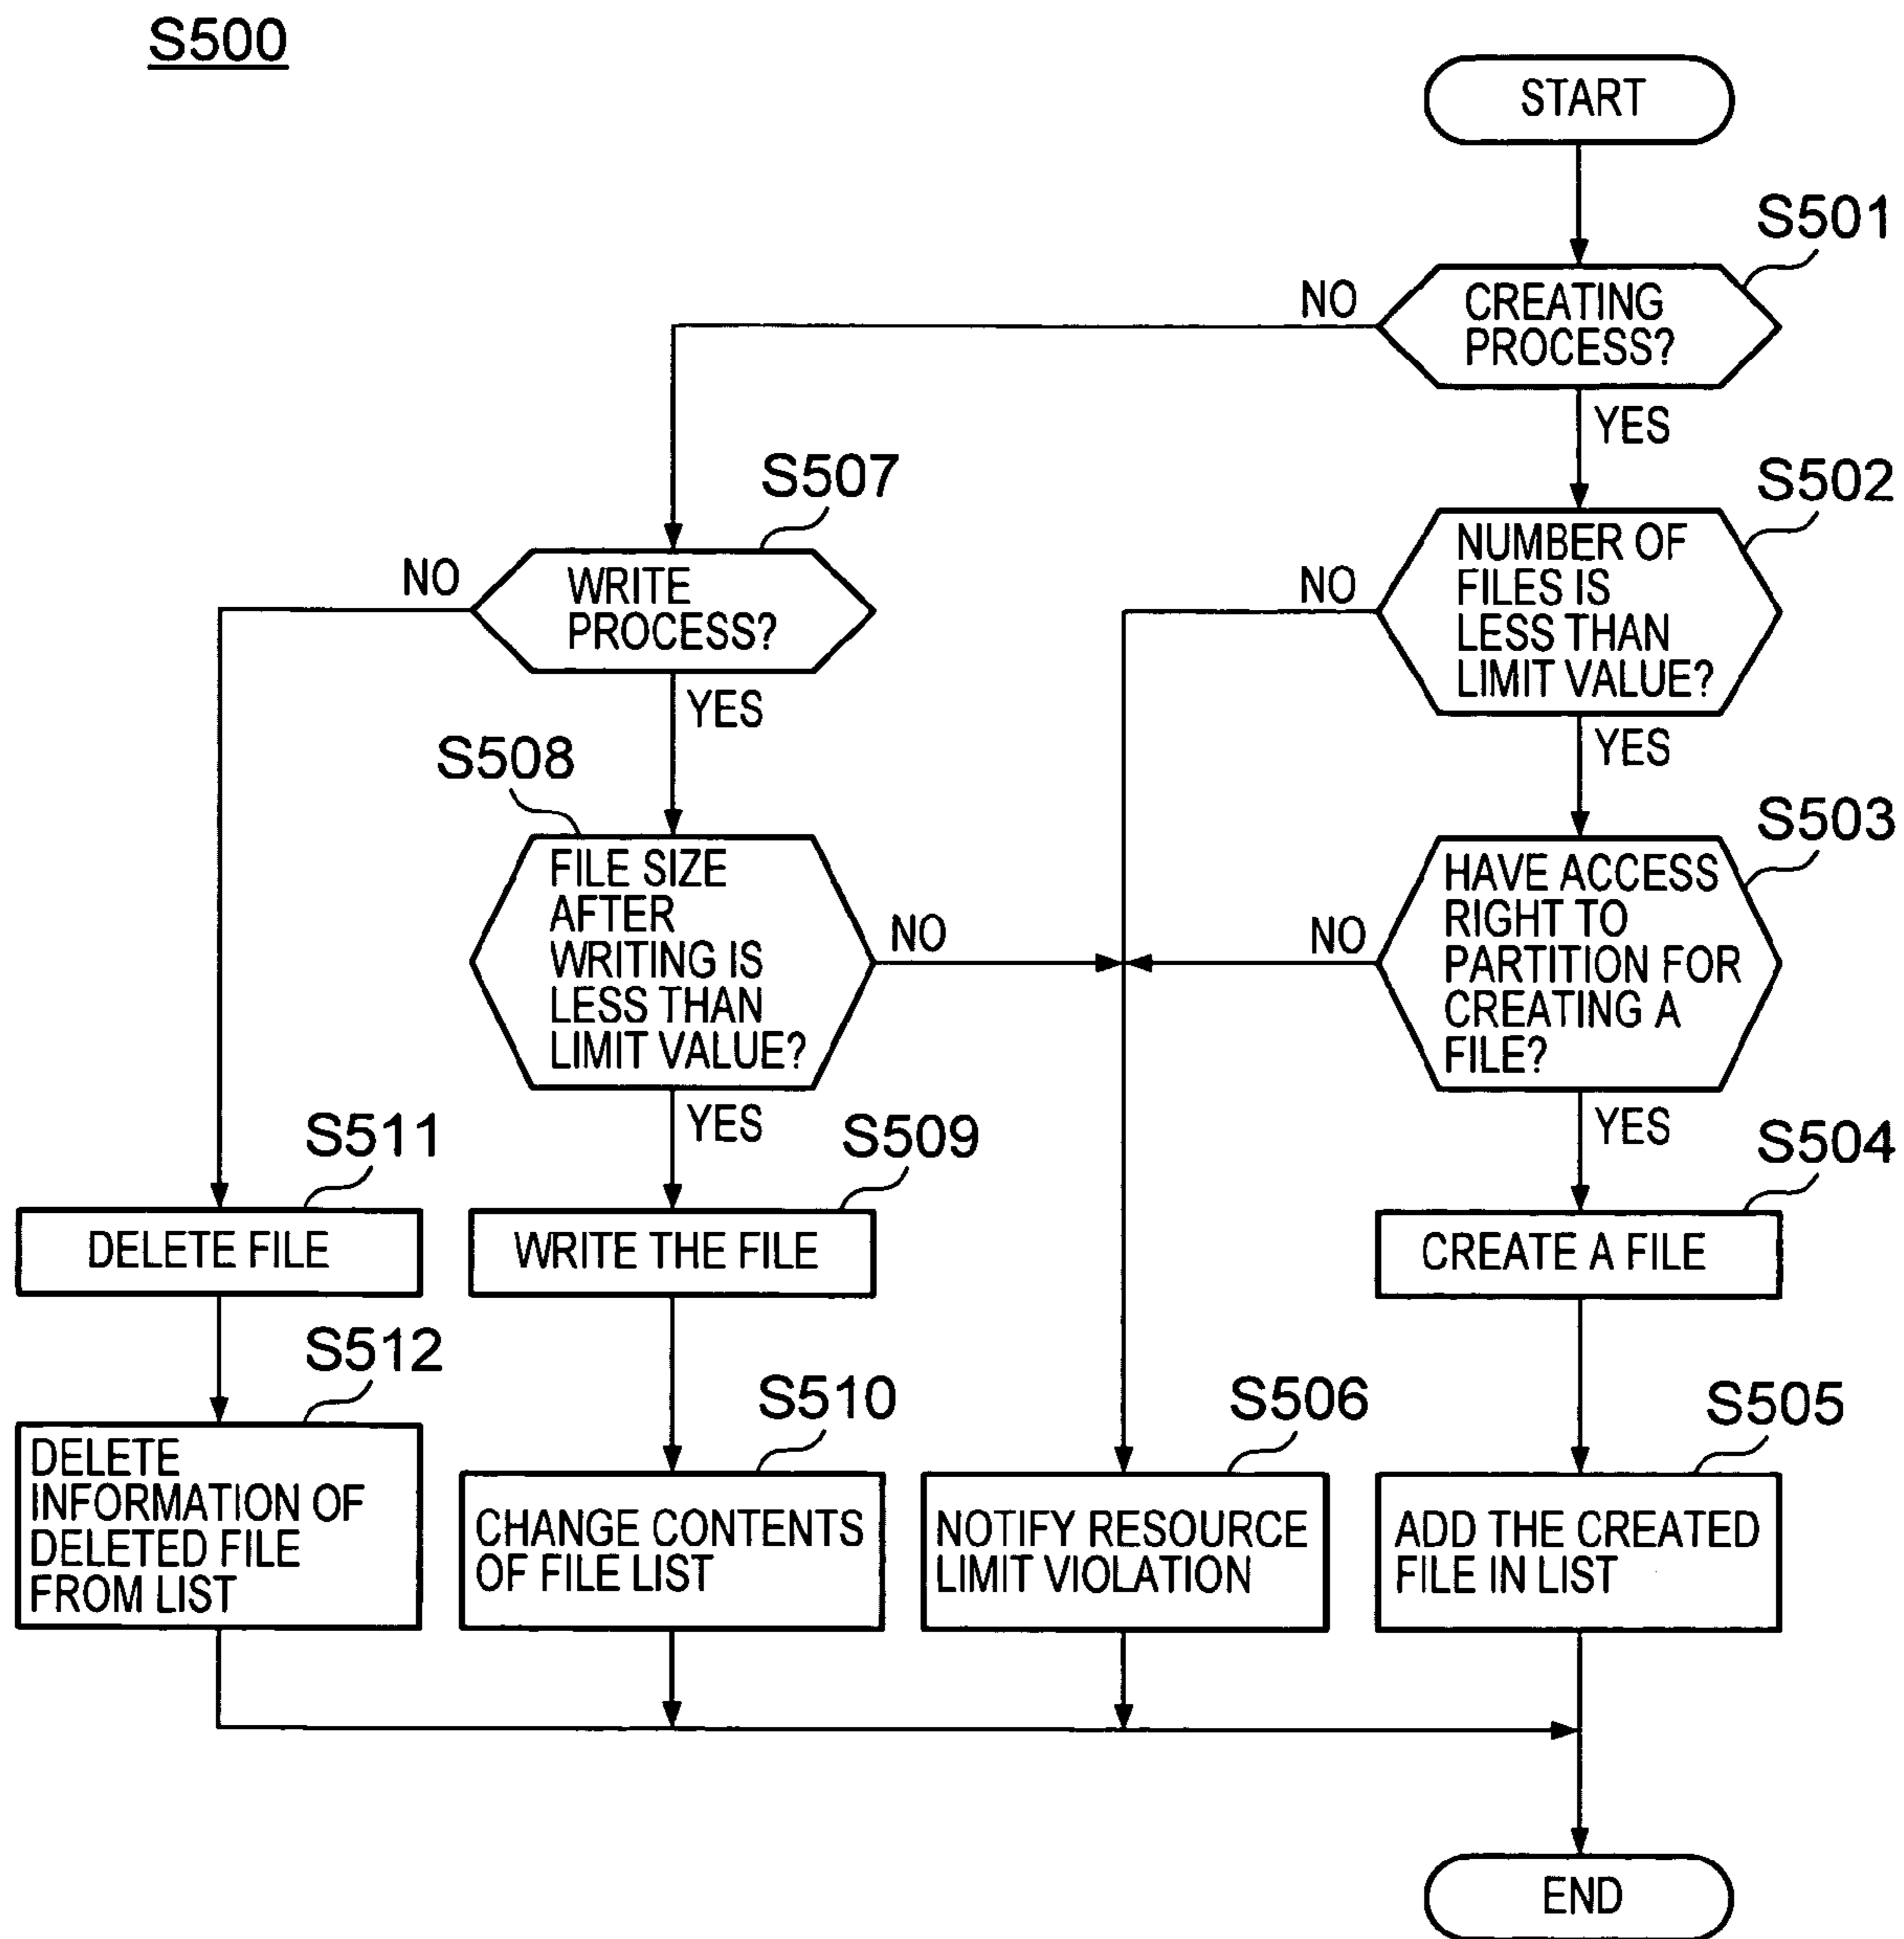 S500
START
S501
NO
CREATING
PROCESS?
YES
S502
NO
NUMBER OF
FILES IS
LESS THAN
LIMIT VALUE?
YES
S503
NO
HAVE ACCESS
RIGHT TO
PARTITION FOR
CREATING A
FILE?
YES
S504
CREATE A FILE
S505
ADD THE CREATED
FILE IN LIST
S507
NO
WRITE
PROCESS?
YES
S508
FILE SIZE
AFTER
WRITING IS
LESS THAN
LIMIT VALUE?
NO
YES
S509
WRITE THE FILE
S510
CHANGE CONTENTS
OF FILE LIST
S506
NOTIFY RESOURCE
LIMIT VIOLATION
S511
DELETE FILE
S512
DELETE
INFORMATION OF
DELETED FILE
FROM LIST
END